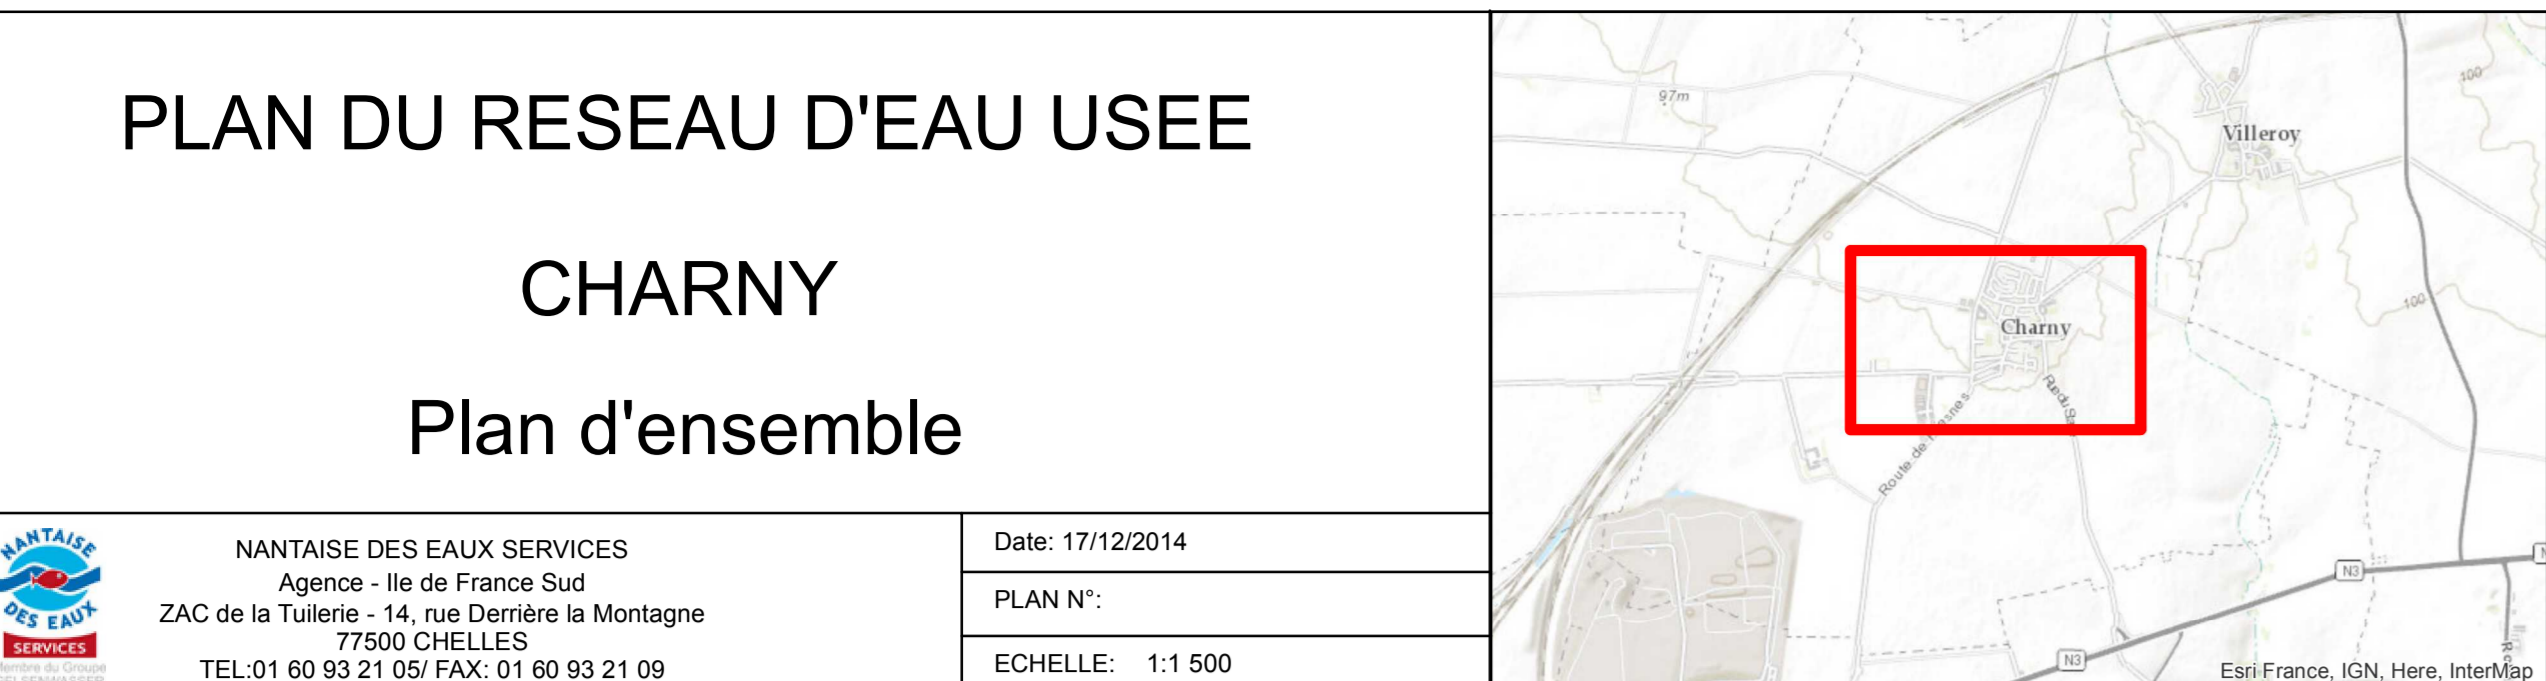 PLAN DU RESEAU D'EAU USEE
CHARNY
Plan d'ensemble
NANTAISE
DES EAUX
SERVICES
Membre du Groupe
NANTAISE DES EAUX SERVICES
Agence - Ile de France Sud
ZAC de la Tuilerie - 14, rue Derrière la Montagne
77500 CHELLES
TEL:01 60 93 21 05/ FAX: 01 60 93 21 09
Date: 17/12/2014
PLAN N°:
ECHELLE: 1:1 500
97m
100
Villeroy
100
Charny
Route de
N3
N3
Esri France, IGN, Here, InterMap